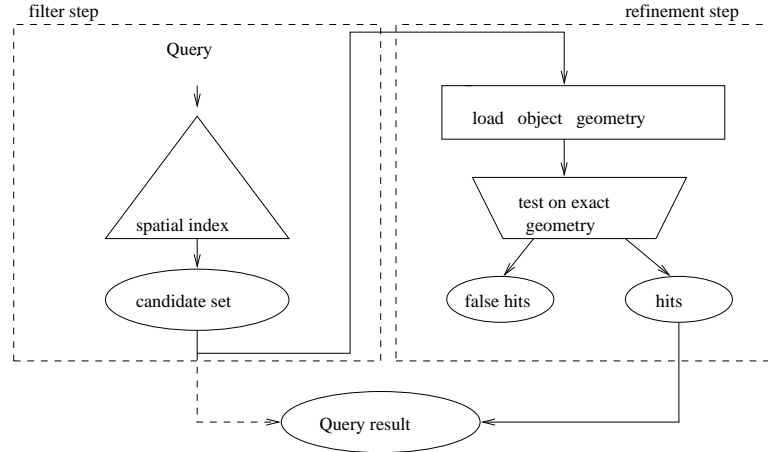 filter step
refinement step
Query
spatial index
candidate set
load object geometry
test on exact
geometry
false hits
hits
Query result